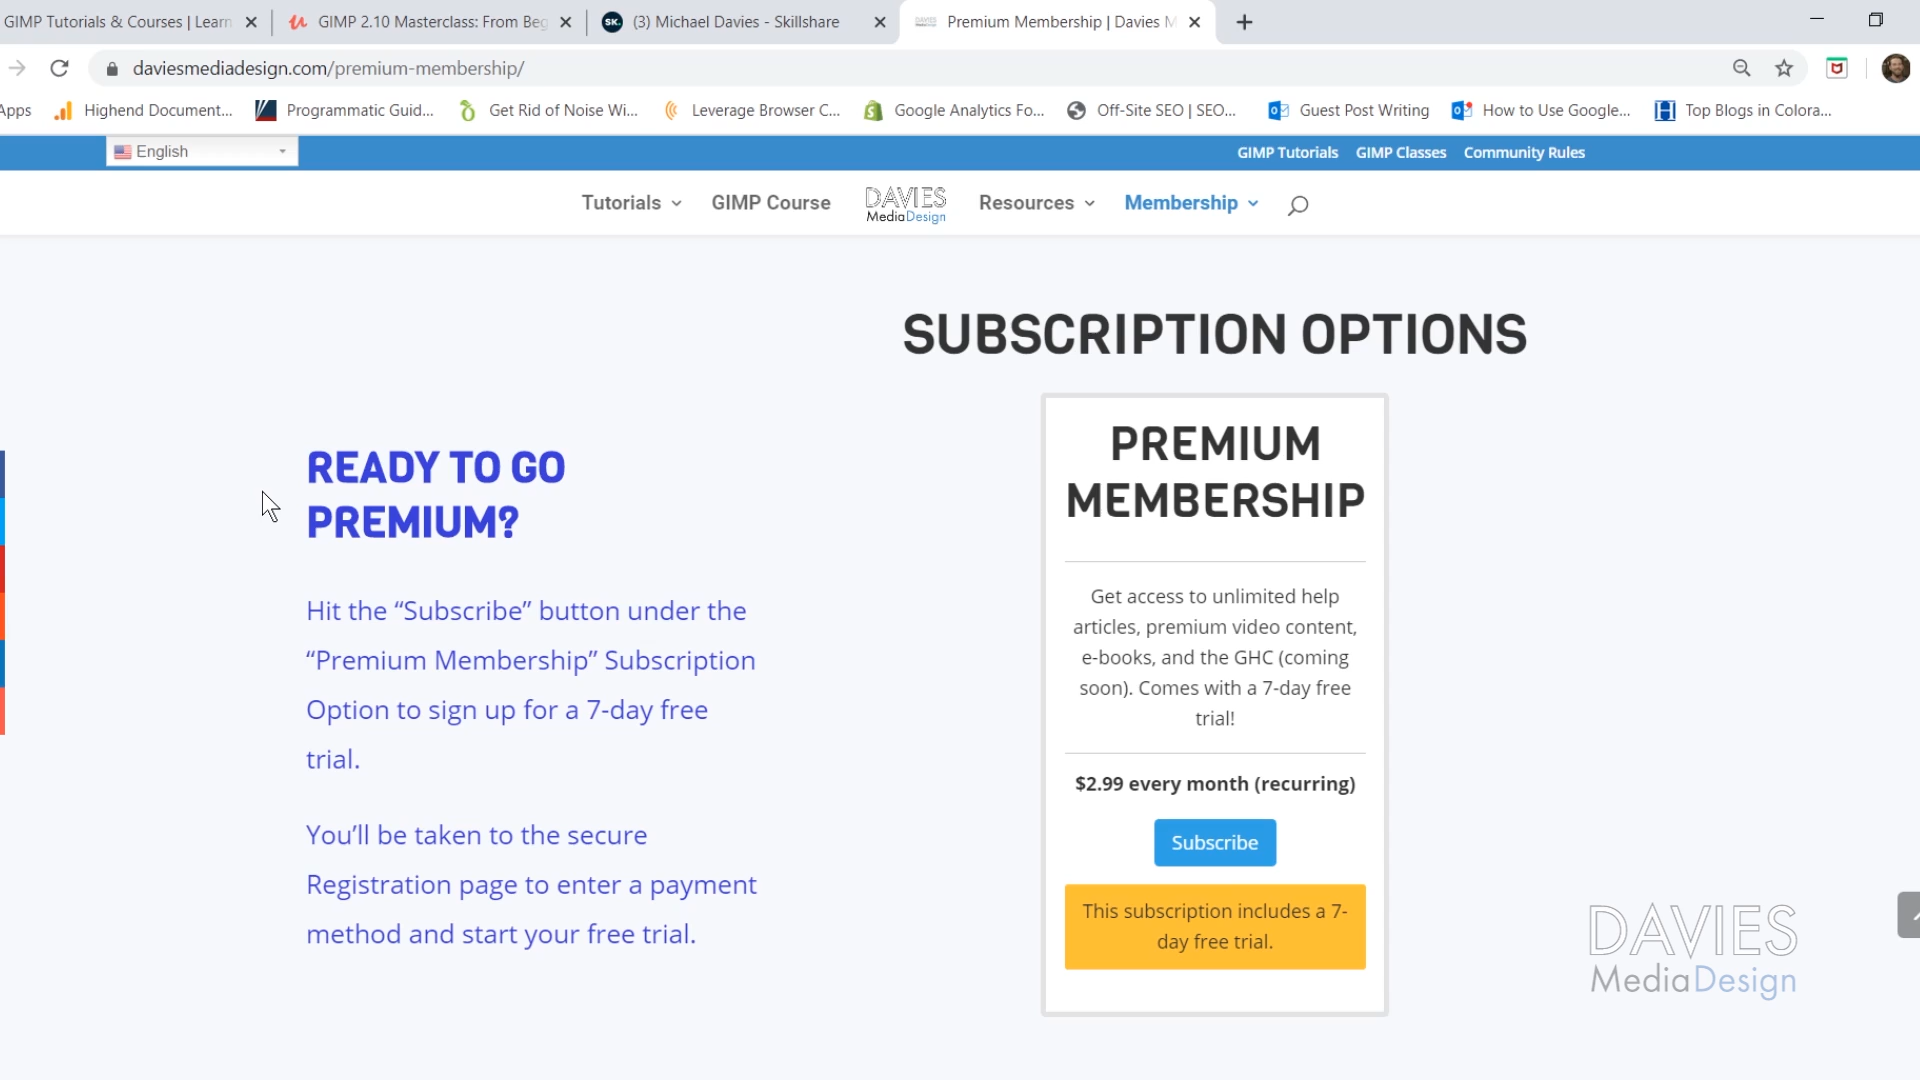 GIMP Tutorials & Courses | Learn
GIMP 2.10 Masterclass: From Beg
SK.
(3) Michael Davies - Skillshare
Premium Membership | Davies M
daviesmediadesign.com/premium-membership/
Apps
Highend Document...
Programmatic Guid...
Get Rid of Noise Wi...
Leverage Browser C...
Google Analytics Fo...
Off-Site SEO | SEO...
Guest Post Writing
How to Use Google...
Top Blogs in Colora...
English
GIMP Tutorials
GIMP Classes
Community Rules
Tutorials
GIMP Course
DAVIES
MediaDesign
Resources
Membership
SUBSCRIPTION OPTIONS
READY TO GO
PREMIUM?
Hit the “Subscribe” button under the
“Premium Membership” Subscription
Option to sign up for a 7-day free
trial.
You’ll be taken to the secure
Registration page to enter a payment
method and start your free trial.
PREMIUM
MEMBERSHIP
Get access to unlimited help
articles, premium video content,
e-books, and the GHC (coming
soon). Comes with a 7-day free
trial!
$2.99 every month (recurring)
Subscribe
This subscription includes a 7-
day free trial.
DAVIES
MediaDesign